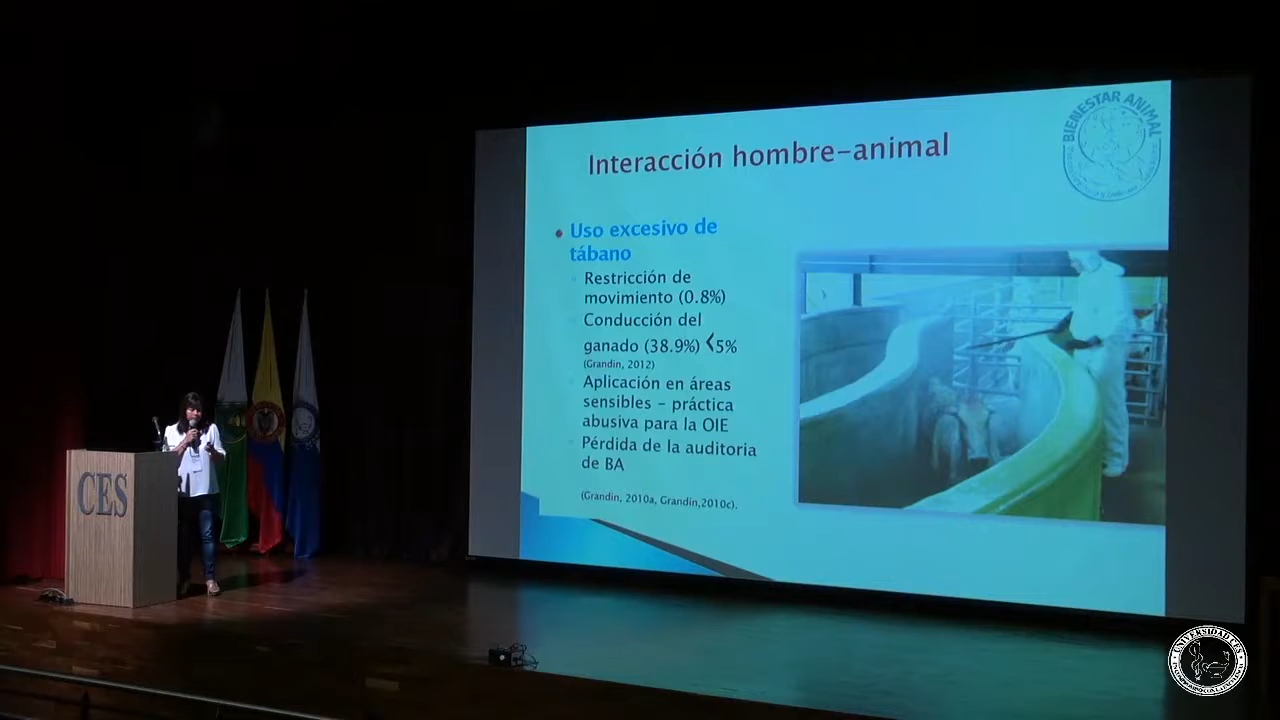 BIENESTAR ANIMAL
Interacción hombre-animal
Uso excesivo de
tábano
Restricción de
movimiento (0.8%)
Conducción del
ganado (38.9%) <5%
(Grandin, 2012)
Aplicación en áreas
sensibles - práctica
abusiva para la OIE
Pérdida de la auditoria
de BA
(Grandin, 2010a, Grandin,2010c).
CES
UNIVERSIDAD CES